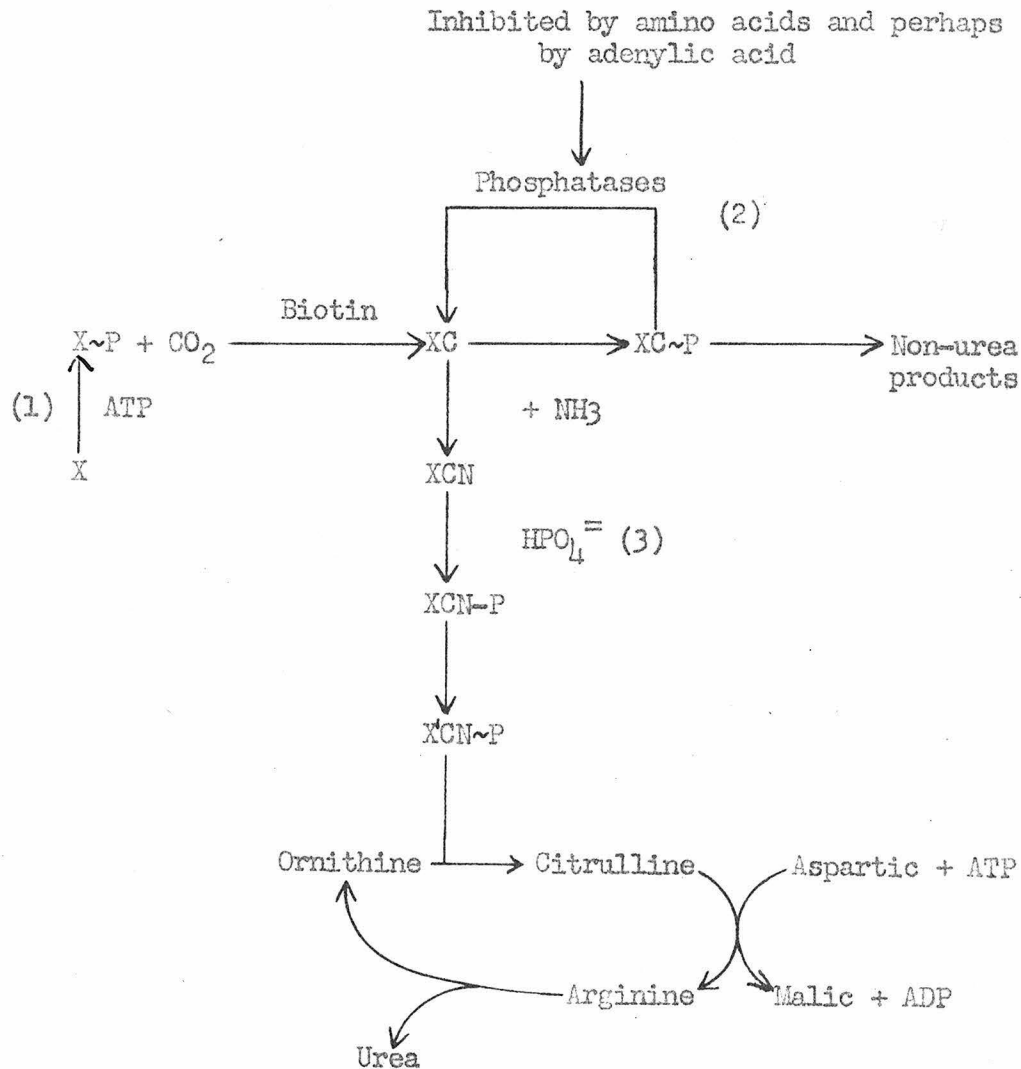 Inhibited by amino acids and perhaps
by adenylic acid
Phosphatases
(2)
Biotin
X~P + CO₂
XC
XC~P
Non-urea
products
(1)
ATP
+ NH3
X
XCN
HPO₄⁼ (3)
XCN-P
XCN~P
Ornithine
Citrulline
Aspartic + ATP
Arginine
Malic + ADP
Urea